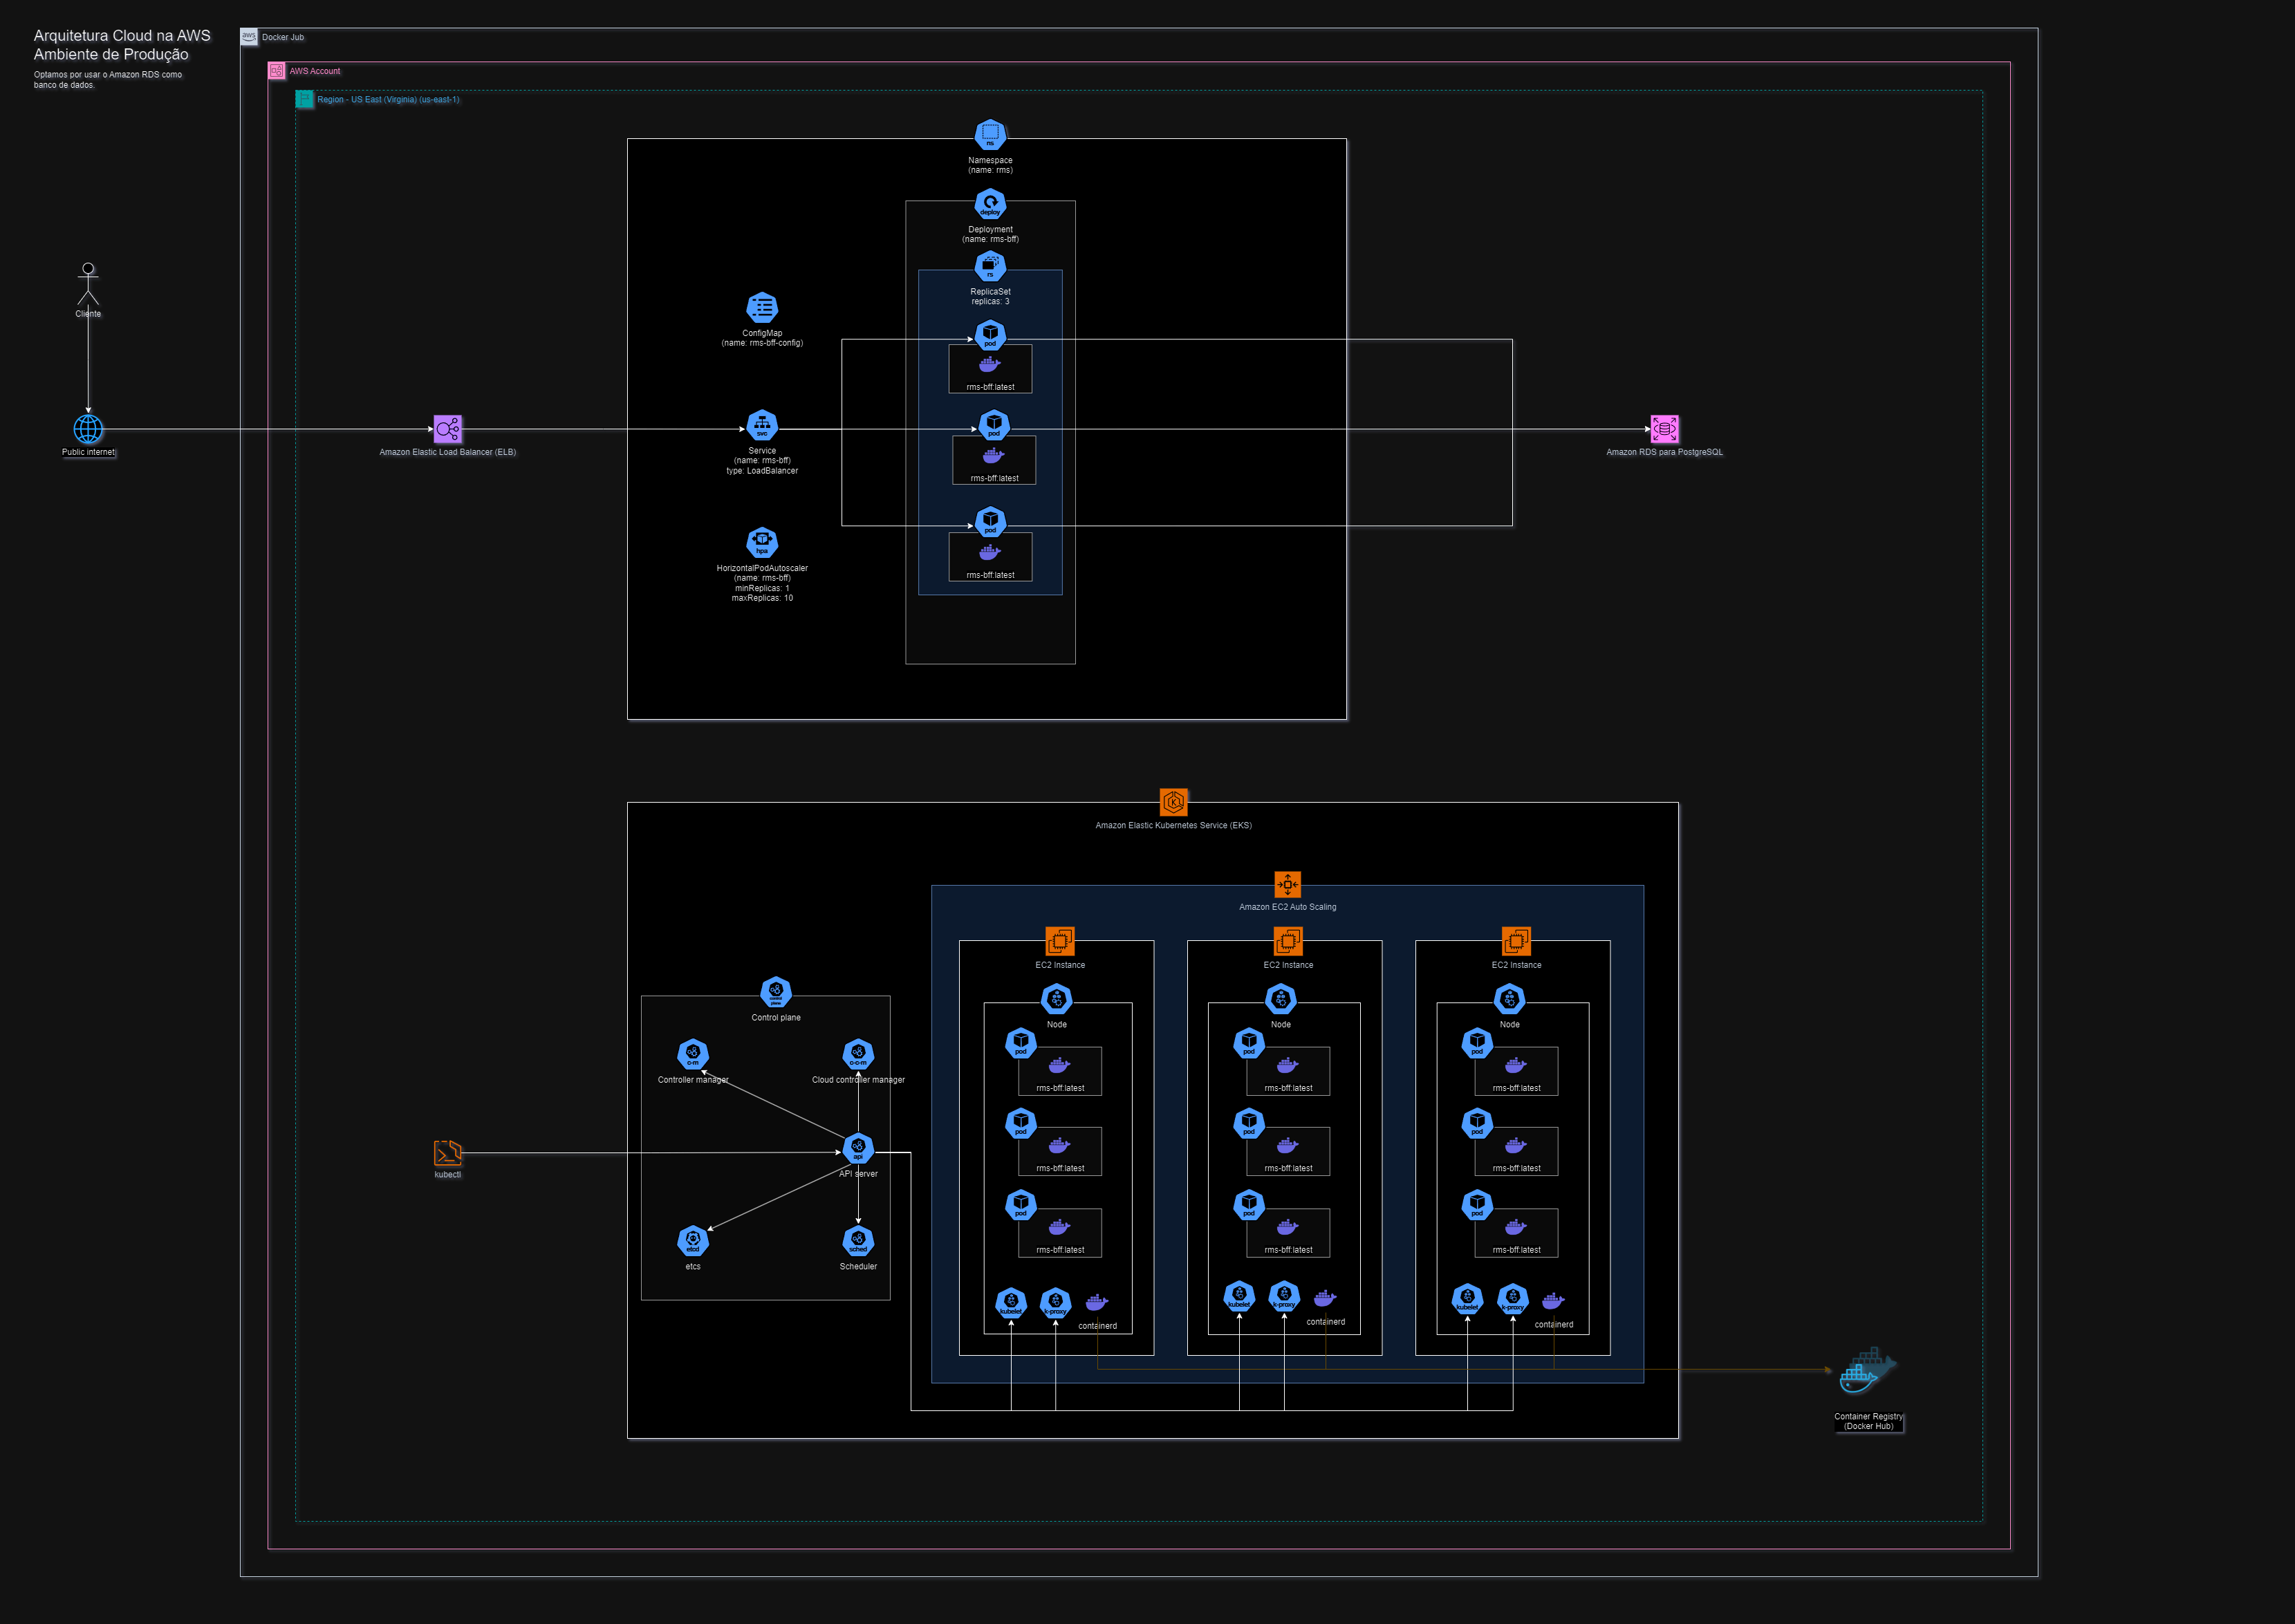 Arquitetura Cloud na AWS
Ambiente de Produção
Optamos por usar o Amazon RDS como
banco de dados.
aws
Docker Jub
AWS Account
Region - US East (Virginia) (us-east-1)
ns
Namespace
(name: rms)
deploy
Deployment
(name: rms-bff)
rs
ReplicaSet
replicas: 3
Cliente
Public internet
Amazon Elastic Load Balancer (ELB)
ConfigMap
(name: rms-bff-config)
svc
Service
(name: rms-bff)
type: LoadBalancer
hpa
HorizontalPodAutoscaler
(name: rms-bff)
minReplicas: 1
maxReplicas: 10
pod
rms-bff:latest
pod
rms-bff:latest
pod
rms-bff:latest
Amazon RDS para PostgreSQL
Amazon Elastic Kubernetes Service (EKS)
Amazon EC2 Auto Scaling
control
plane
Control plane
c-m
Controller manager
c-c-m
Cloud controller manager
api
API server
etcd
etcs
sched
Scheduler
kubectl
EC2 Instance
Node
pod
rms-bff:latest
pod
rms-bff:latest
pod
rms-bff:latest
kubelet
k-proxy
containerd
EC2 Instance
Node
pod
rms-bff:latest
pod
rms-bff:latest
pod
rms-bff:latest
kubelet
k-proxy
containerd
EC2 Instance
Node
pod
rms-bff:latest
pod
rms-bff:latest
pod
rms-bff:latest
kubelet
k-proxy
containerd
Container Registry
(Docker Hub)